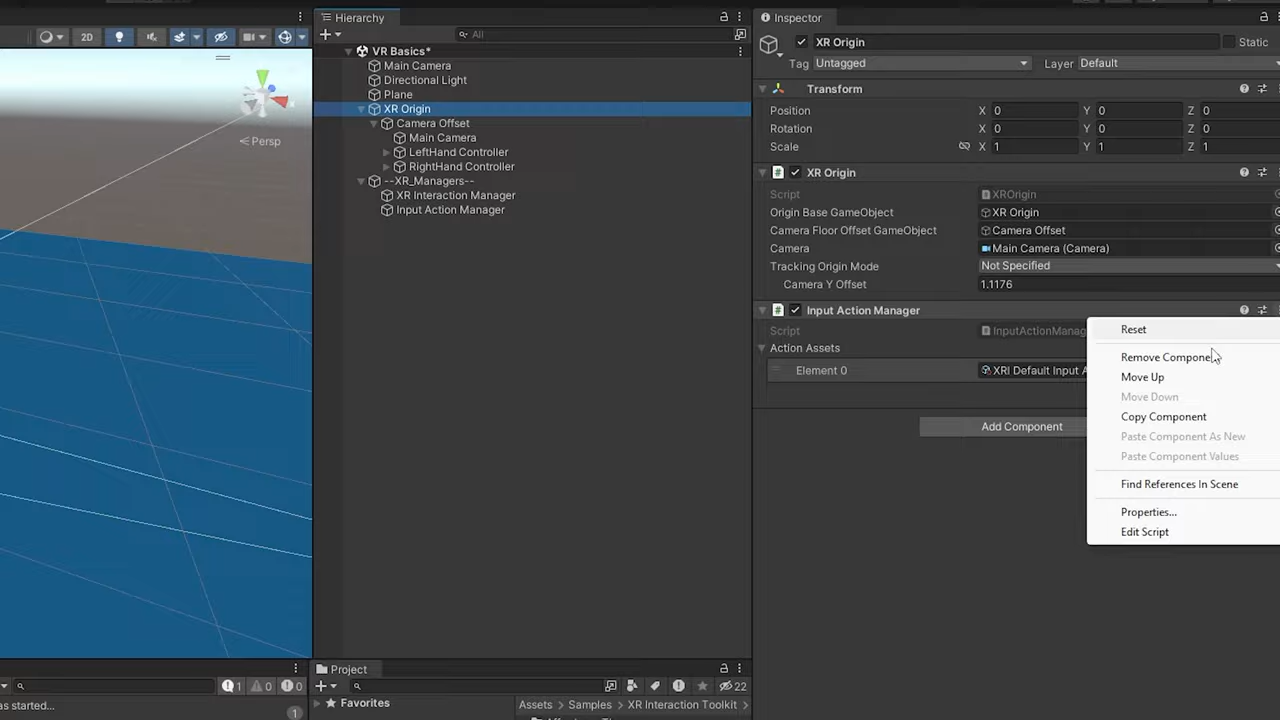 Hierarchy
Inspector
2D
All
XR Origin
Static
VR Basics*
Tag
Untagged
Layer
Default
Main Camera
Directional Light
Transform
Plane
XR Origin
Position
X
0
Y
0
Z
0
Camera Offset
Rotation
X
0
Y
0
Z
0
Persp
Main Camera
Scale
X
1
Y
1
Z
1
LeftHand Controller
RightHand Controller
XR Origin
--XR_Managers--
Script
XROrigin
XR Interaction Manager
Origin Base GameObject
XR Origin
Input Action Manager
Camera Floor Offset GameObject
Camera Offset
Camera
Main Camera (Camera)
Tracking Origin Mode
Not Specified
Camera Y Offset
1.1176
Input Action Manager
Script
InputActionManag
Action Assets
Element 0
XRI Default Input A
Add Component
Reset
Remove Component
Move Up
Move Down
Copy Component
Paste Component As New
Paste Component Values
Find References In Scene
Properties...
Edit Script
Project
1
0
0
22
as started...
1
Favorites
Assets > Samples > XR Interaction Toolkit >